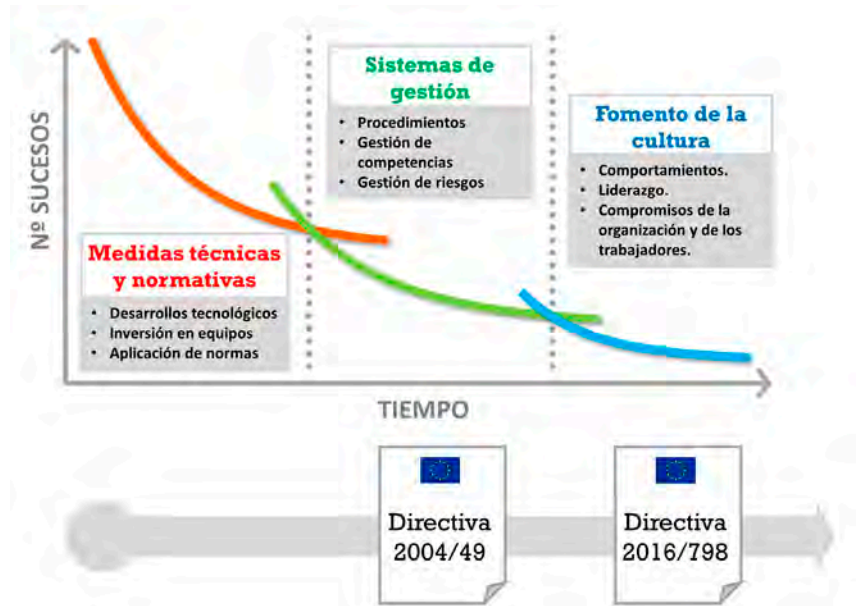 Nº SUCESOS
Medidas técnicas
y normativas
• Desarrollos tecnológicos
• Inversión en equipos
• Aplicación de normas
Sistemas de
gestión
• Procedimientos
• Gestión de
competencias
• Gestión de riesgos
Fomento de la
cultura
• Comportamientos.
• Liderazgo.
• Compromisos de la
organización y de los
trabajadores.
TIEMPO
Directiva
2004/49
Directiva
2016/798